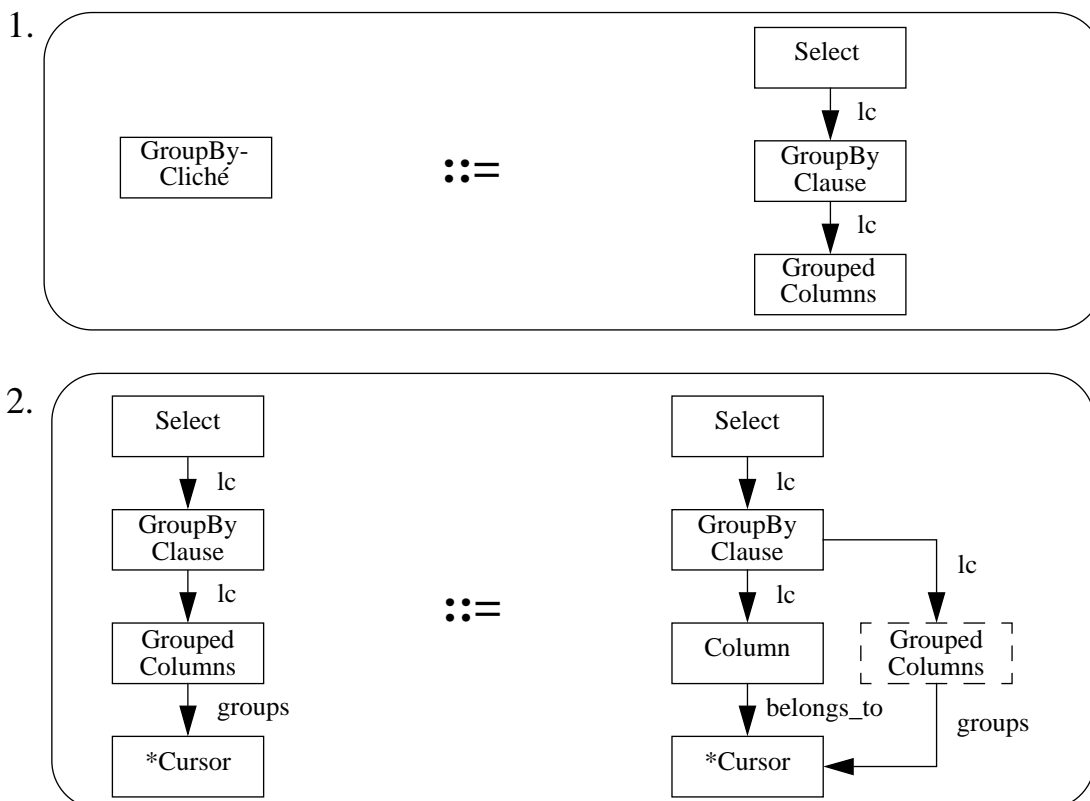 1.
Select
lc
GroupBy-
Cliché
::=
GroupBy
Clause
lc
Grouped
Columns
2.
Select
lc
GroupBy
Clause
lc
Grouped
Columns
groups
*Cursor
::=
Select
lc
GroupBy
Clause
lc
lc
Column
Grouped
Columns
belongs_to
groups
*Cursor